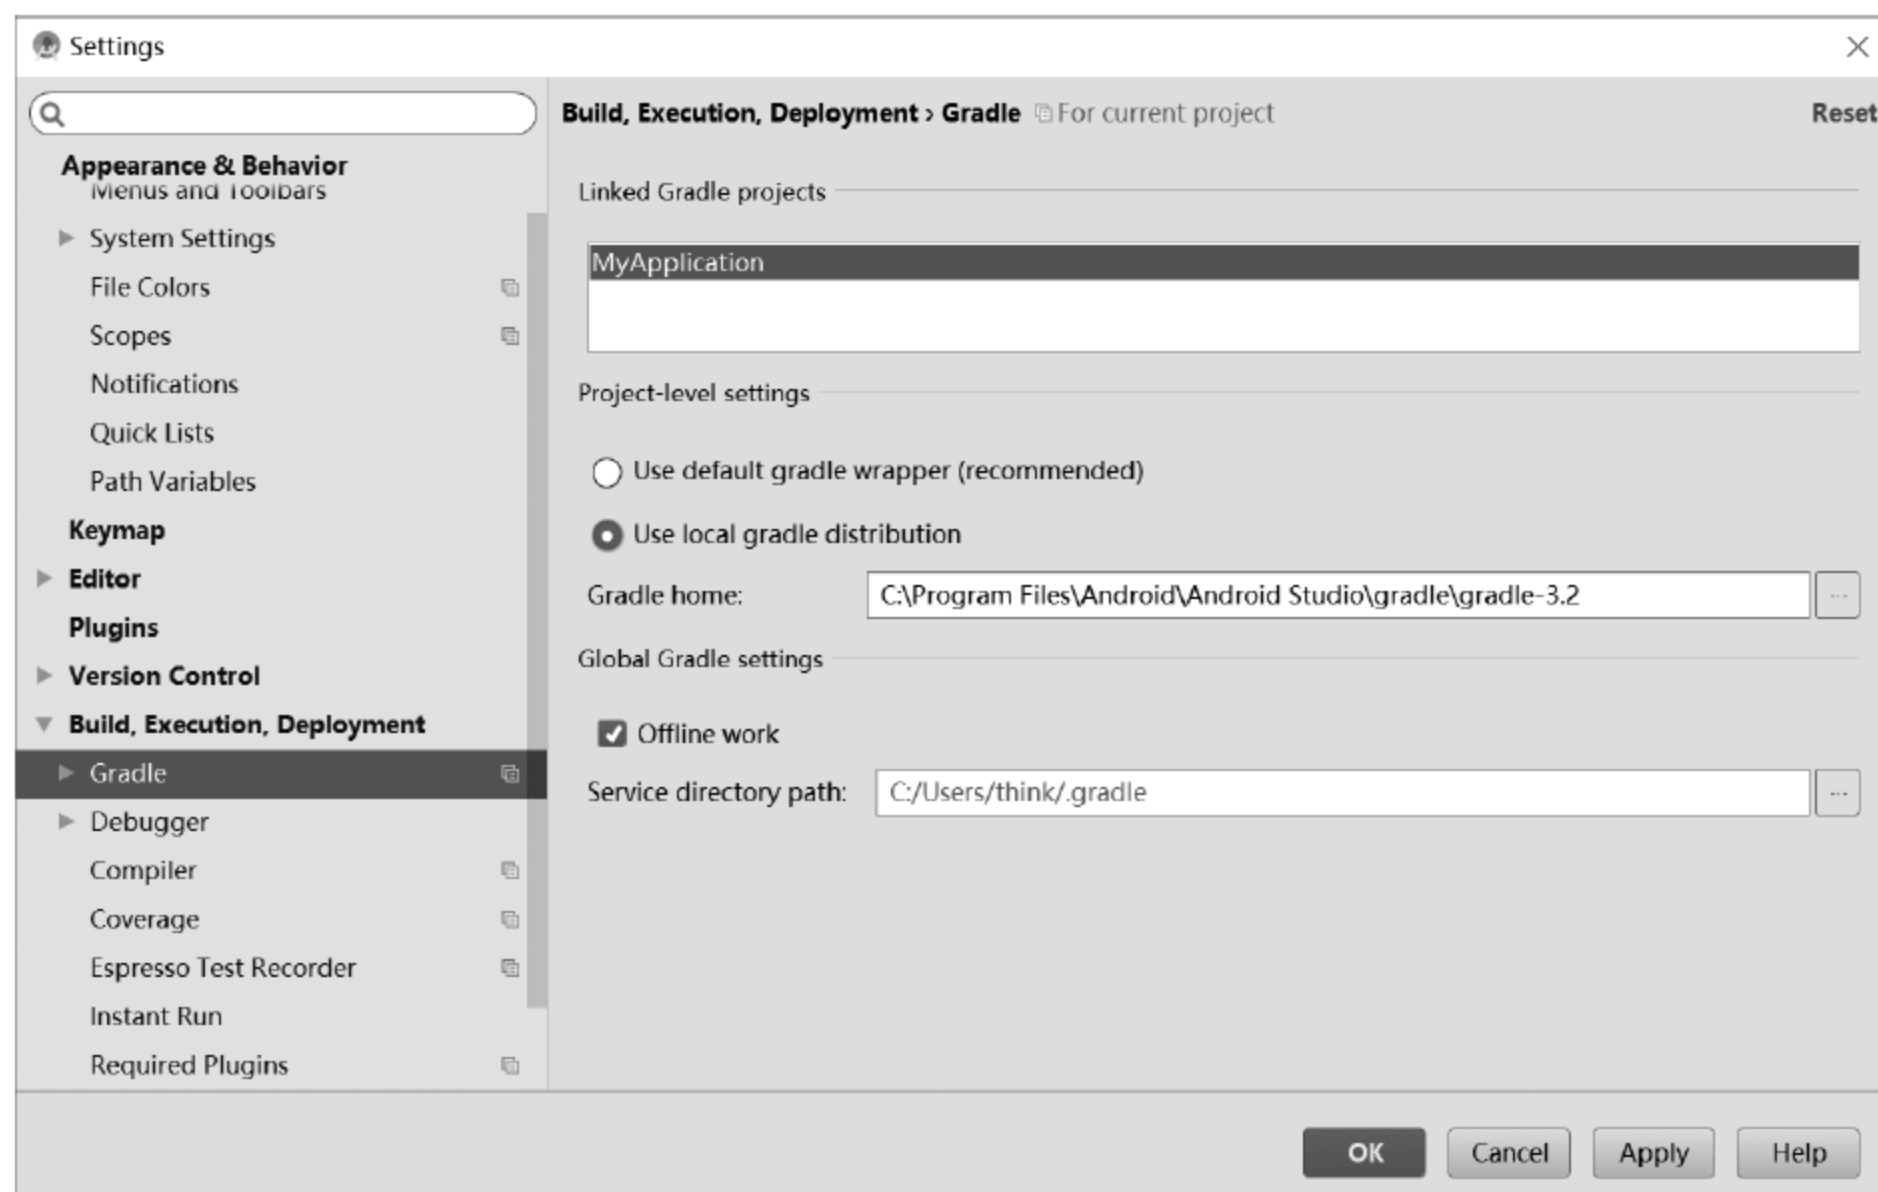 Settings
Build, Execution, Deployment › Gradle For current project
Reset
Appearance & Behavior
Menus and Toolbars
System Settings
File Colors
Scopes
Notifications
Quick Lists
Path Variables
Keymap
Editor
Plugins
Version Control
Build, Execution, Deployment
Gradle
Debugger
Compiler
Coverage
Espresso Test Recorder
Instant Run
Required Plugins
Linked Gradle projects
MyApplication
Project-level settings
Use default gradle wrapper (recommended)
Use local gradle distribution
Gradle home: C:\Program Files\Android\Android Studio\gradle\gradle-3.2 ...
Global Gradle settings
Offline work
Service directory path: C:/Users/think/.gradle ...
OK Cancel Apply Help